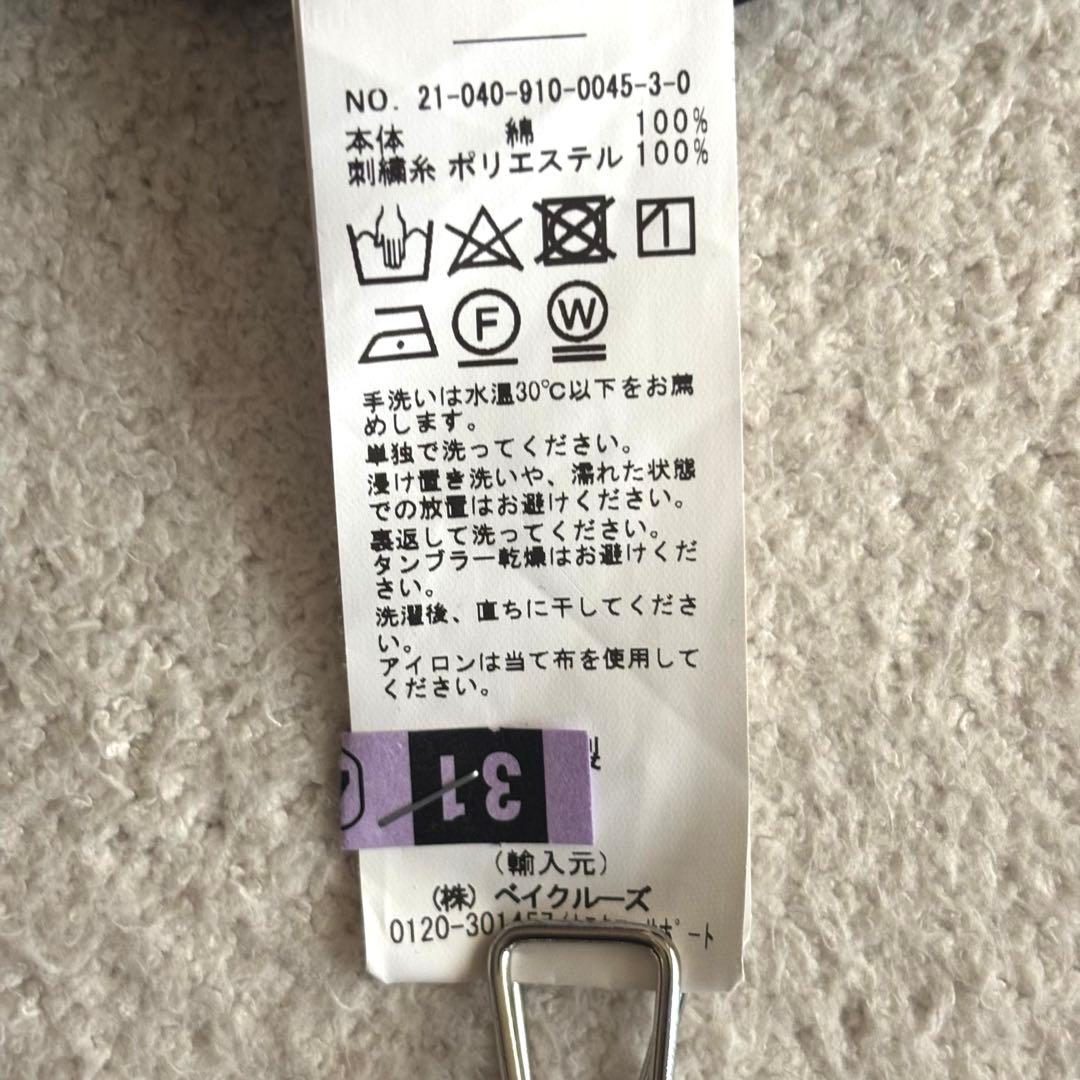 NO. 21-040-910-0045-3-0
本体 綿 100%
刺繍糸 ポリエステル 100%
F W
手洗いは水温30℃以下をお薦
めします。
単独で洗ってください。
浸け置き洗いや、濡れた状態
での放置はお避けください。
裏返して洗ってください。
タンブラー乾燥はお避けくだ
さい。
洗濯後、直ちに干してくださ
い。
アイロンは当て布を使用して
ください。
製
31
(輸入元)
(株) ベイクルーズ
0120-301